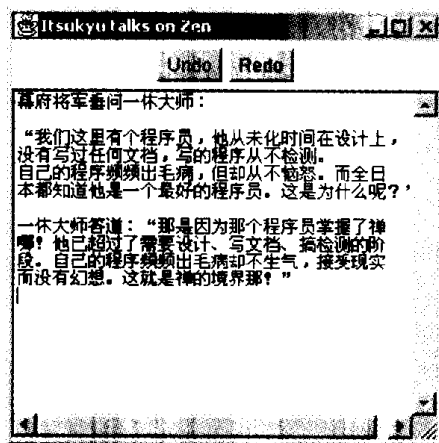 Itsukyu talks on Zen
Undo Redo
幕府将军垂问一休大师：
“我们这里有个程序员，他从未化时间在设计上，
没有写过任何文档，写的程序从不检测。
自己的程序频频出毛病，但却从不恼怒。而全日
本都知道他是一个最好的程序员。这是为什么呢？’
一休大师答道：“那是因为那个程序员掌握了禅
哪！他已超过了需要设计、写文档、搞检测的阶
段。自己的程序频频出毛病却不生气，接受现实
而没有幻想。这就是禅的境界那！”